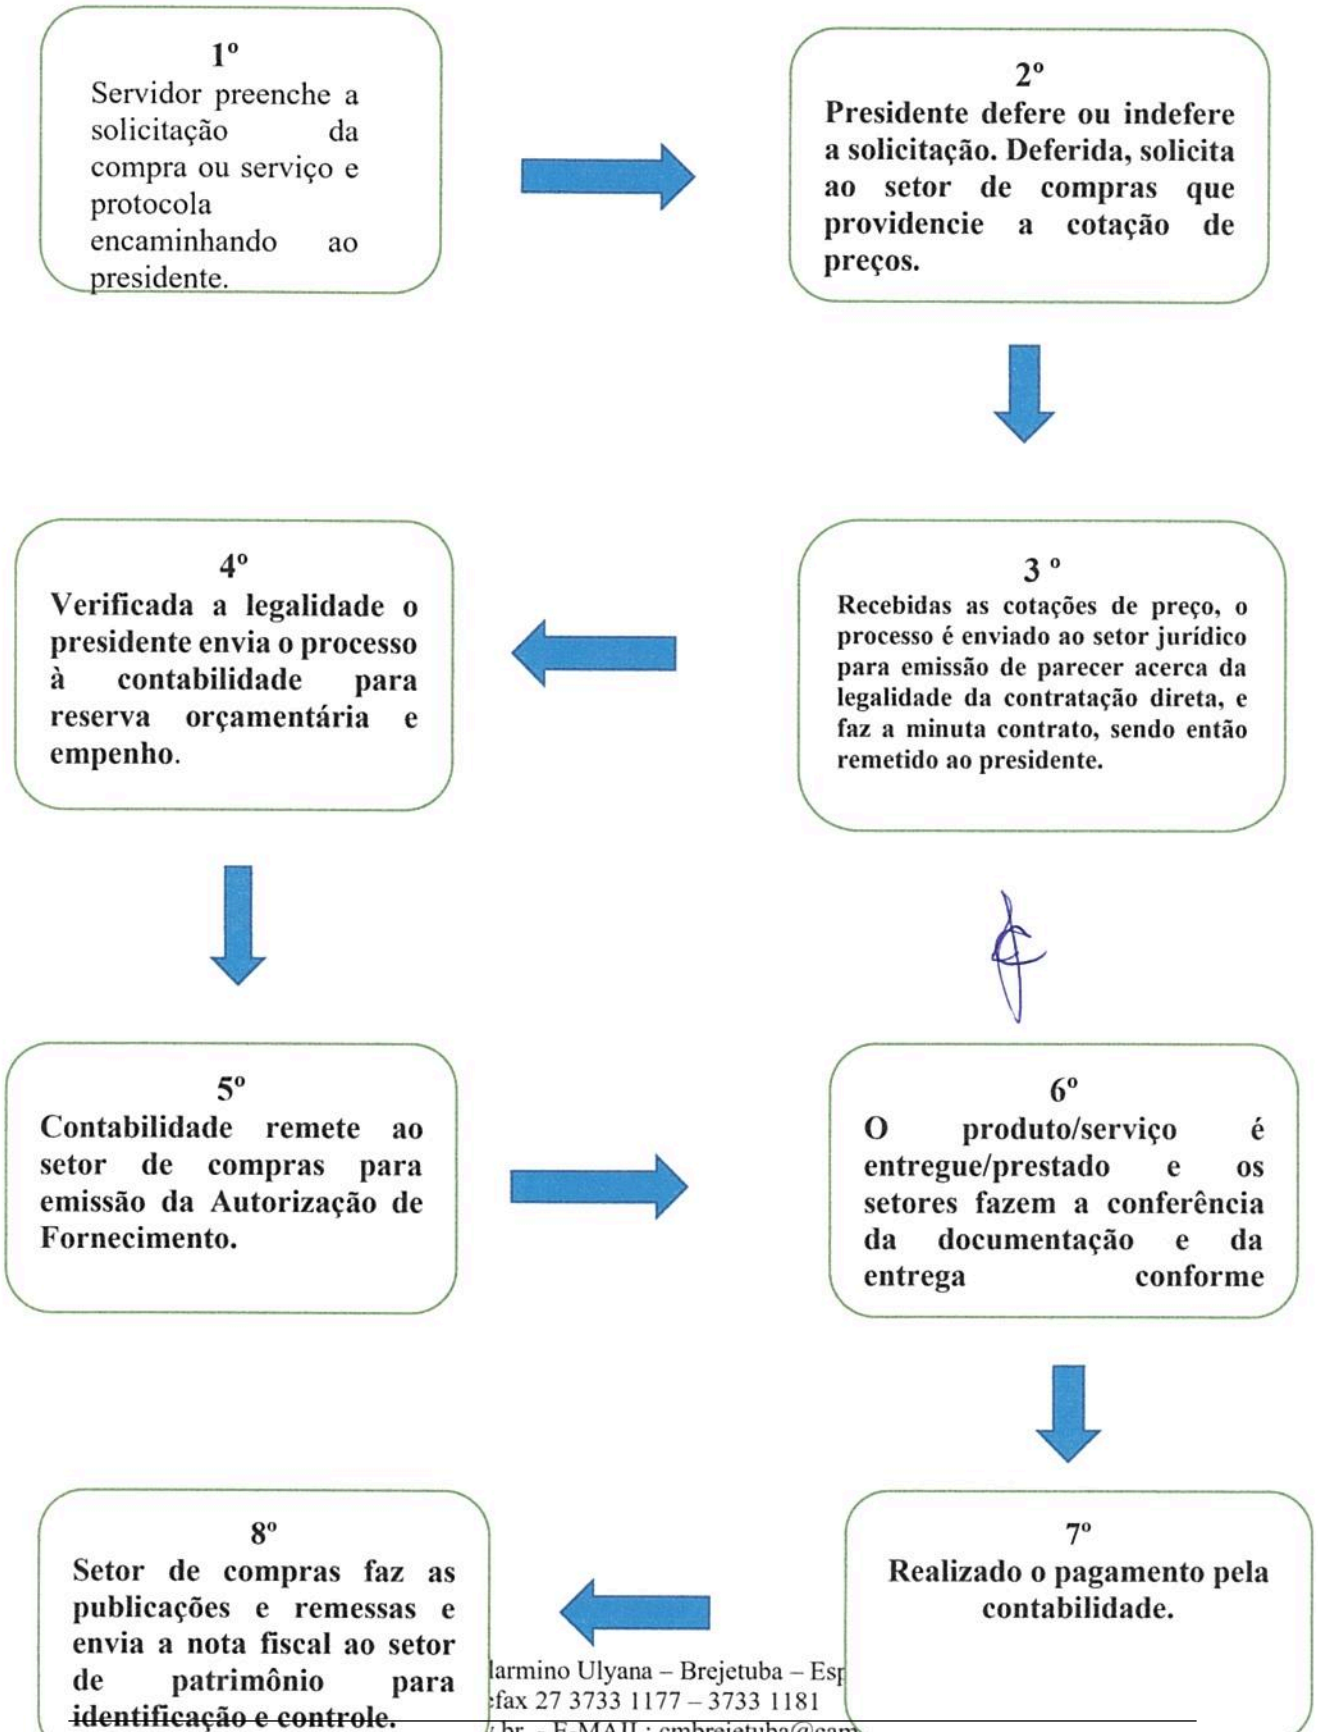 1º
Servidor preenche a
solicitação da
compra ou serviço e
protocola
encaminhando ao
presidente.
2º
Presidente defere ou indefere
a solicitação. Deferida, solicita
ao setor de compras que
providencie a cotação de
preços.
3 º
Recebidas as cotações de preço, o
processo é enviado ao setor jurídico
para emissão de parecer acerca da
legalidade da contratação direta, e
faz a minuta contrato, sendo então
remetido ao presidente.
4º
Verificada a legalidade o
presidente envia o processo
à contabilidade para
reserva orçamentária e
empenho.
5º
Contabilidade remete ao
setor de compras para
emissão da Autorização de
Fornecimento.
6º
O produto/serviço é
entregue/prestado e os
setores fazem a conferência
da documentação e da
entrega conforme
7º
Realizado o pagamento pela
contabilidade.
8º
Setor de compras faz as
publicações e remessas e
envia a nota fiscal ao setor
de patrimônio para
identificação e controle.
Ulyana – Brejetuba –
27 3733 1177 – 3733 1181
- E-MAIL: